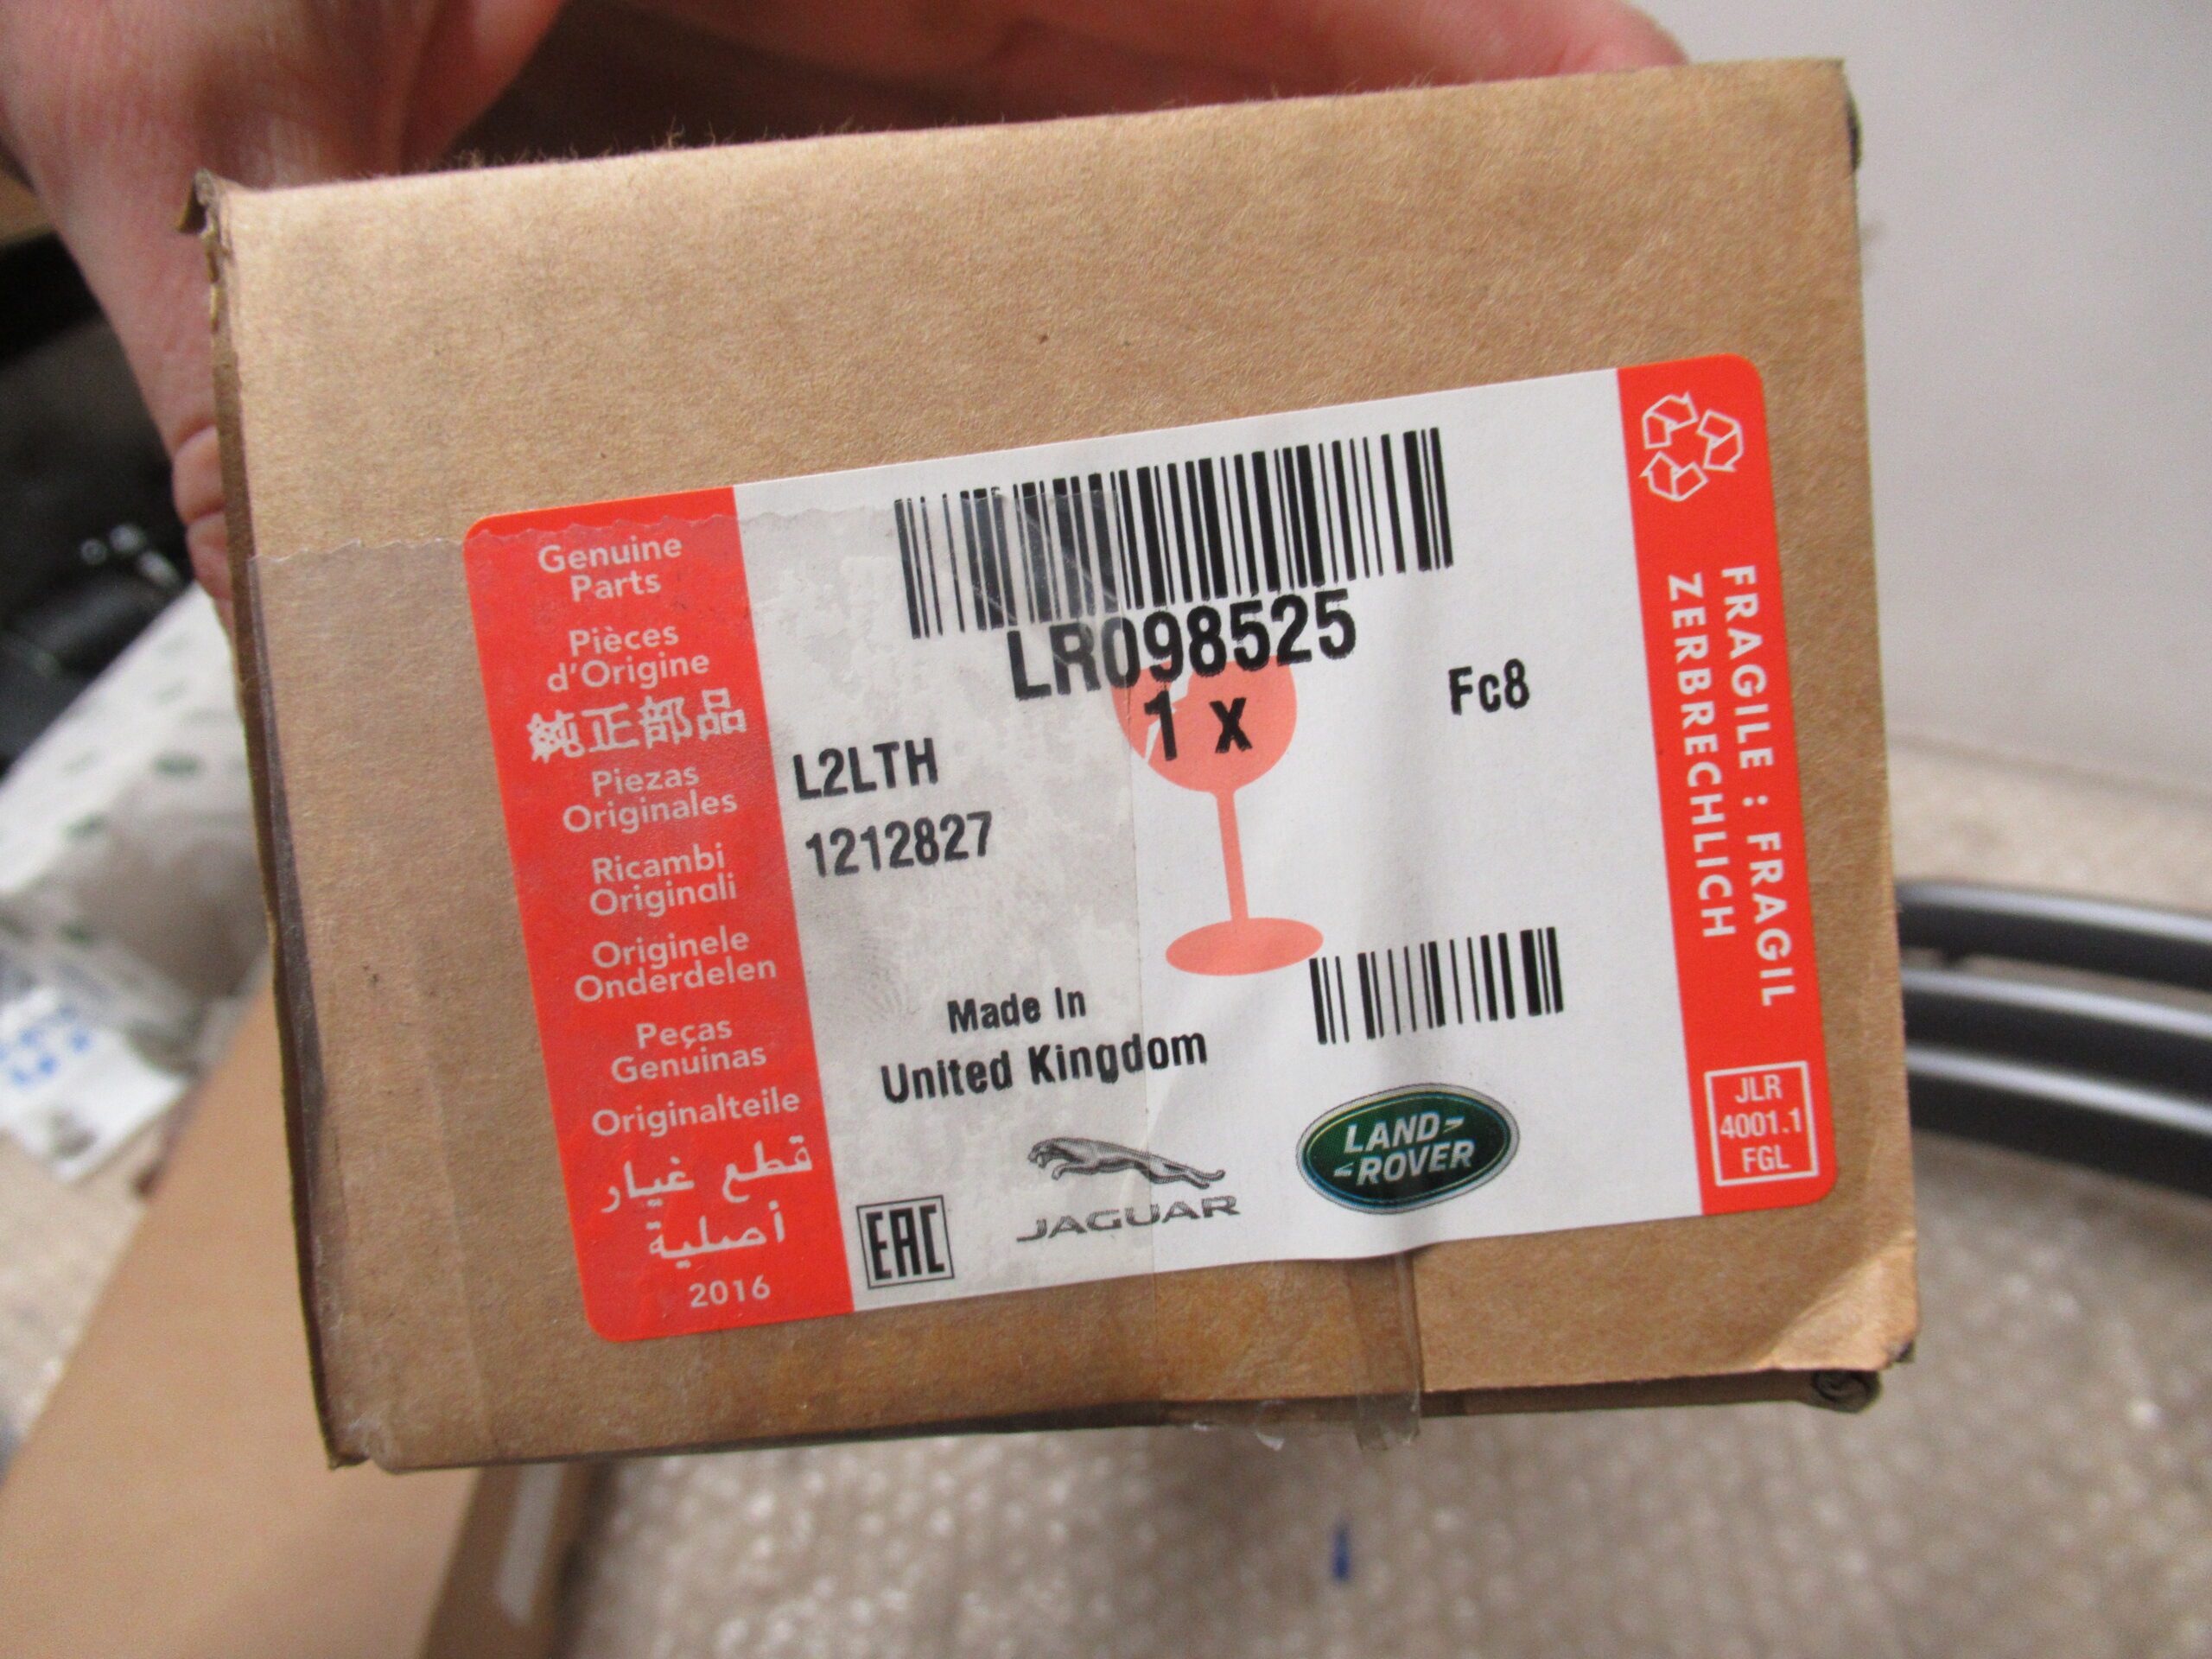 Genuine
Parts
Pièces
d'Origine
純正部品
Piezas
Originales
Ricambi
Originali
Originele
Onderdelen
Peças
Genuinas
Originalteile
قطع غيار
أصلية
2016
LR098525
1 x
Fc8
L2LTH
1212827
Made In
United Kingdom
EAC
JAGUAR
LAND-
-ROVER
FRAGILE : FRAGIL
ZERBRECHLICH
JLR
4001.1
FGL